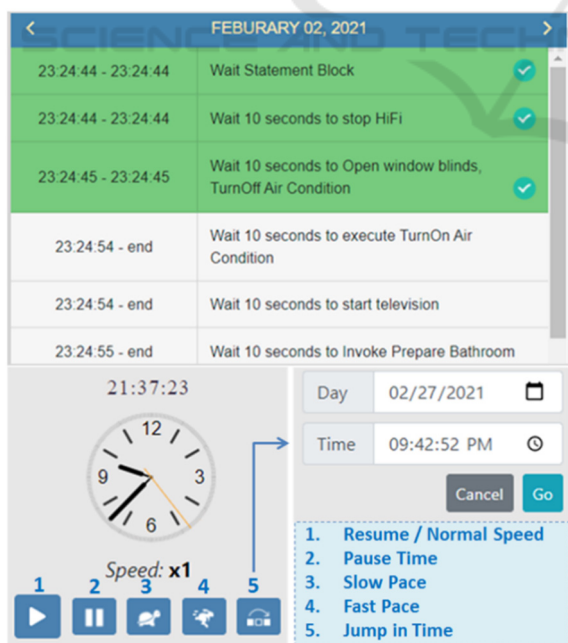 SCIENCE AND TECH
< FEBURARY 02, 2021 >
23:24:44 - 23:24:44 Wait Statement Block
23:24:44 - 23:24:44 Wait 10 seconds to stop HiFi
23:24:45 - 23:24:45 Wait 10 seconds to Open window blinds,
TurnOff Air Condition
23:24:54 - end Wait 10 seconds to execute TurnOn Air
Condition
23:24:54 - end Wait 10 seconds to start television
23:24:55 - end Wait 10 seconds to Invoke Prepare Bathroom
21:37:23
12
9 3
6
Speed: x1
1 2 3 4 5
Day 02/27/2021
Time 09:42:52 PM
Cancel Go
1. Resume / Normal Speed
2. Pause Time
3. Slow Pace
4. Fast Pace
5. Jump in Time